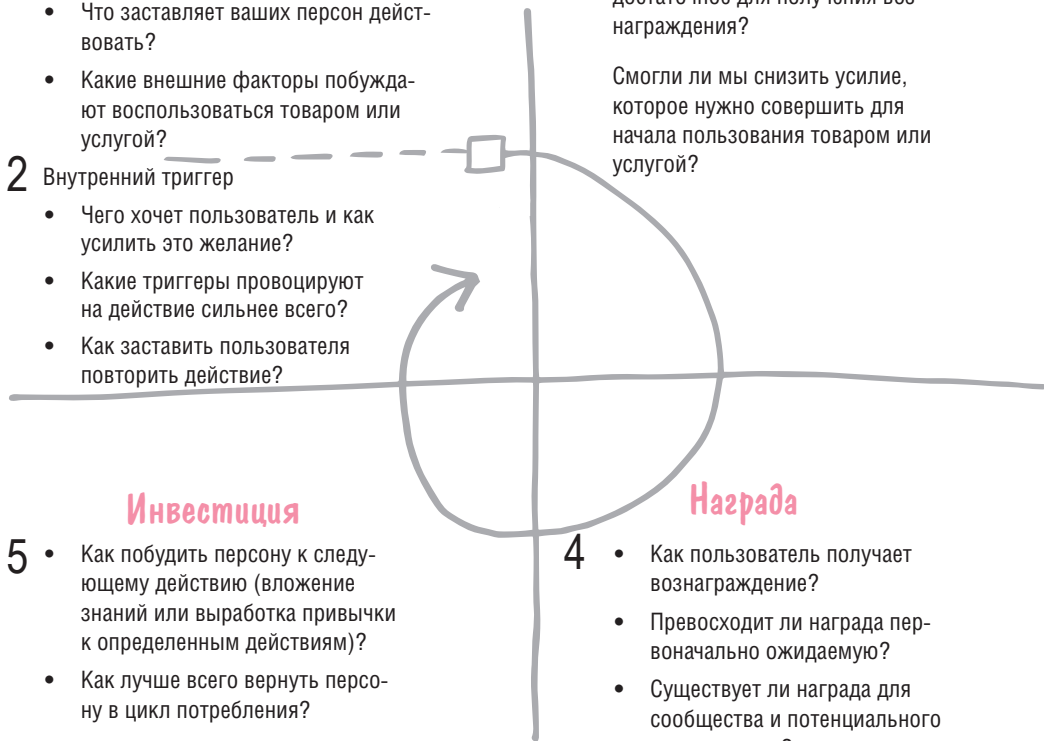 • Что заставляет ваших персон дейст-
вовать?
• Какие внешние факторы побужда-
ют воспользоваться товаром или
услугой?
2 Внутренний триггер
• Чего хочет пользователь и как
усилить это желание?
• Какие триггеры провоцируют
на действие сильнее всего?
• Как заставить пользователя
повторить действие?
достаточное для получения воз-
награждения?
Смогли ли мы снизить усилие,
которое нужно совершить для
начала пользования товаром или
услугой?
Инвестиция
5 • Как побудить персону к следу-
ющему действию (вложение
знаний или выработка привычки
к определенным действиям)?
• Как лучше всего вернуть персо-
ну в цикл потребления?
Награда
4 • Как пользователь получает
вознаграждение?
• Превосходит ли награда пер-
воначально ожидаемую?
• Существует ли награда для
сообщества и потенциального